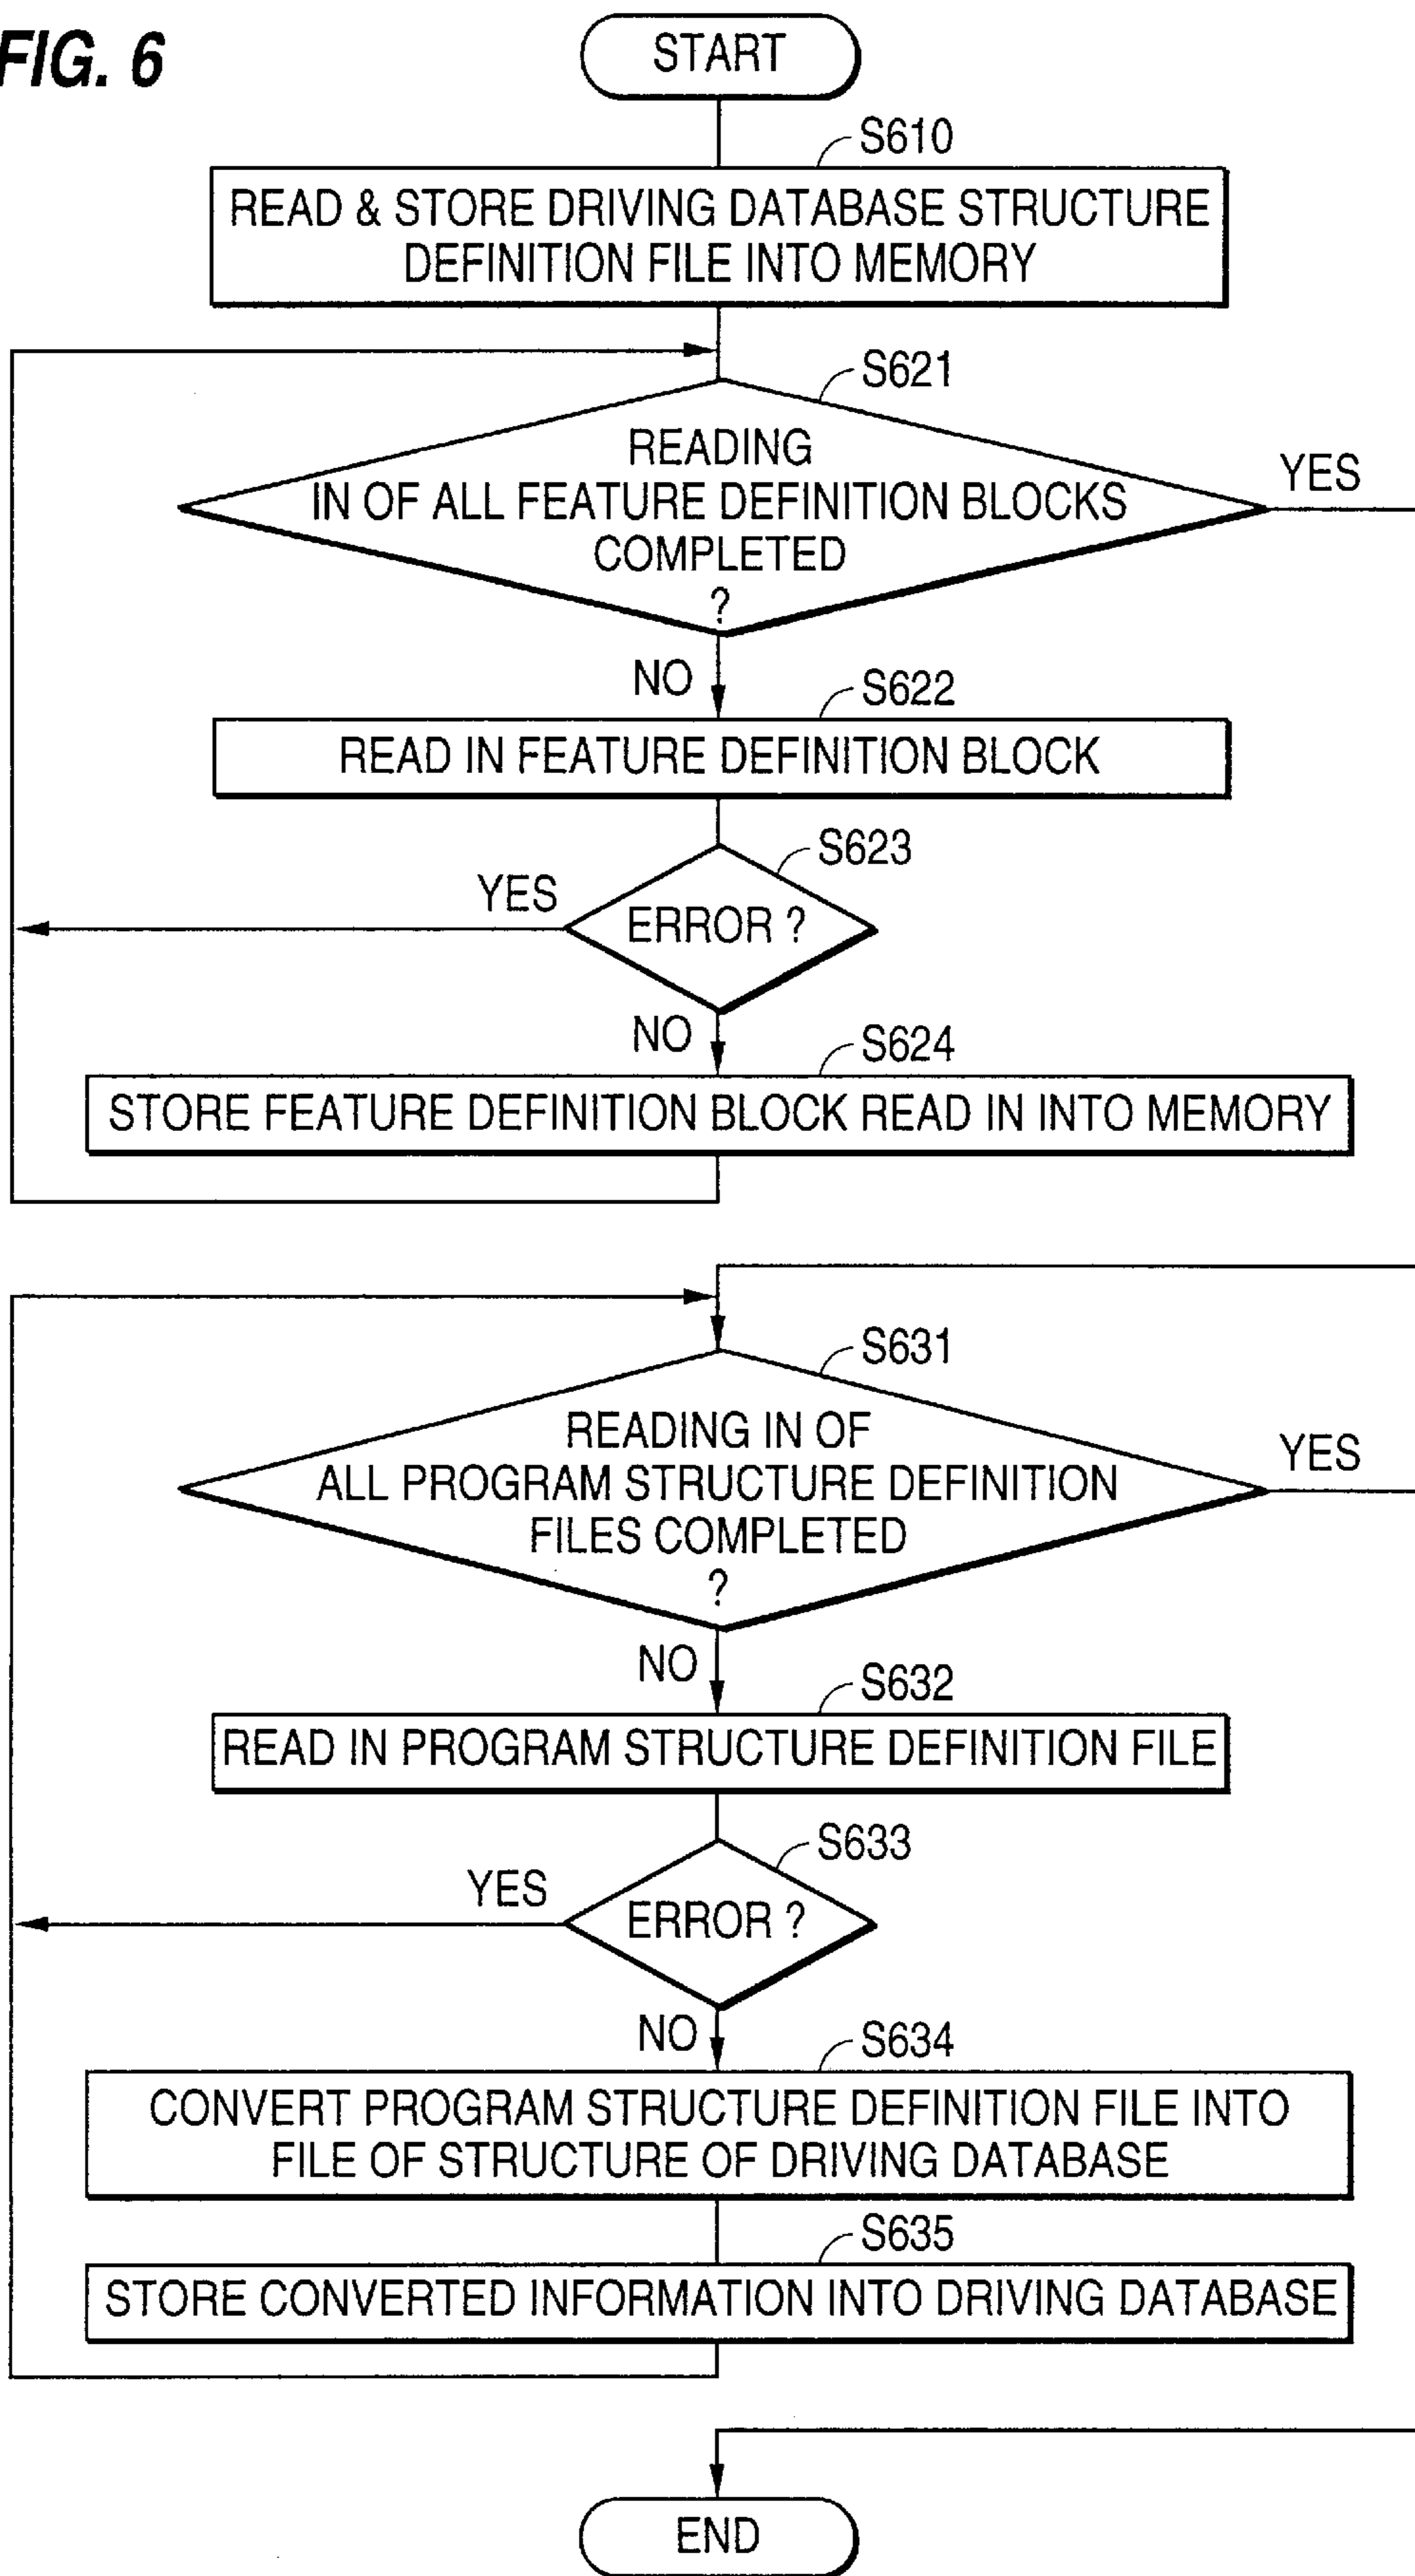 FIG. 6
START
S610
READ & STORE DRIVING DATABASE STRUCTURE
DEFINITION FILE INTO MEMORY
S621
READING
IN OF ALL FEATURE DEFINITION BLOCKS
COMPLETED
?
YES
NO
S622
READ IN FEATURE DEFINITION BLOCK
S623
YES
ERROR ?
NO
S624
STORE FEATURE DEFINITION BLOCK READ IN INTO MEMORY
S631
READING IN OF
ALL PROGRAM STRUCTURE DEFINITION
FILES COMPLETED
?
YES
NO
S632
READ IN PROGRAM STRUCTURE DEFINITION FILE
S633
YES
ERROR ?
NO
S634
CONVERT PROGRAM STRUCTURE DEFINITION FILE INTO
FILE OF STRUCTURE OF DRIVING DATABASE
S635
STORE CONVERTED INFORMATION INTO DRIVING DATABASE
END